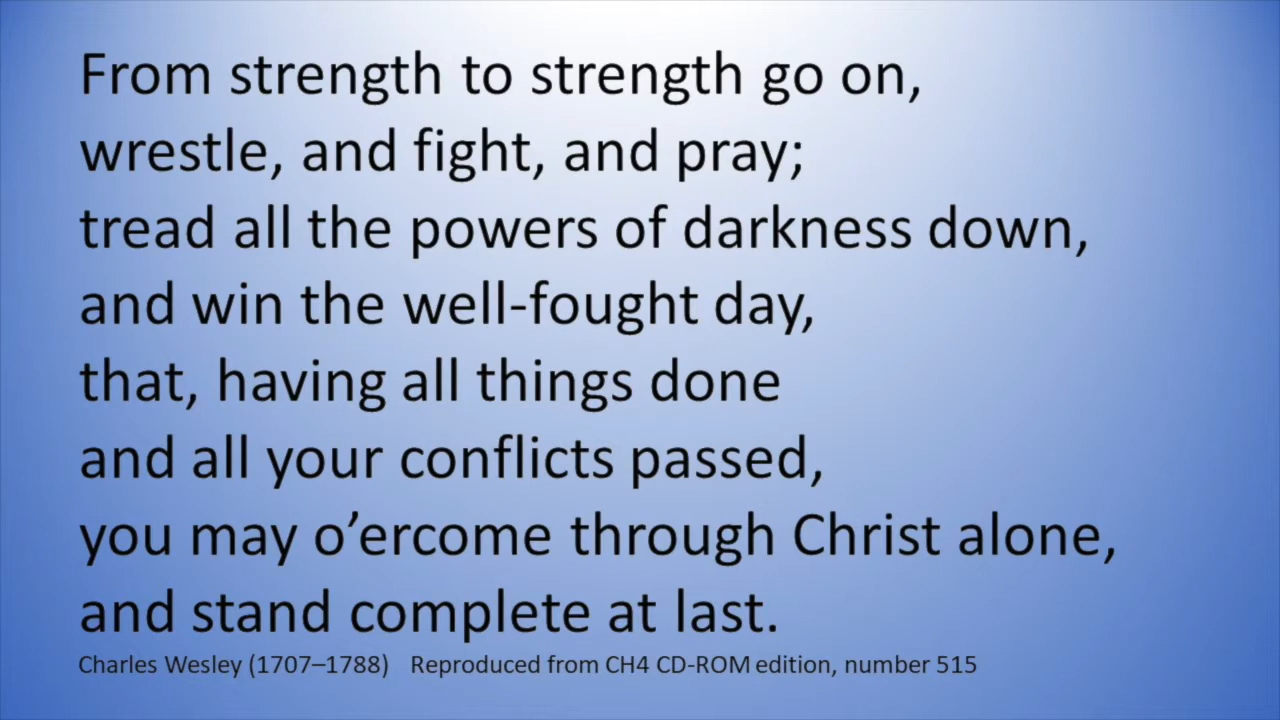 From strength to strength go on,
wrestle, and fight, and pray;
tread all the powers of darkness down,
and win the well-fought day,
that, having all things done
and all your conflicts passed,
you may o’ercome through Christ alone,
and stand complete at last.
Charles Wesley (1707–1788) Reproduced from CH4 CD-ROM edition, number 515